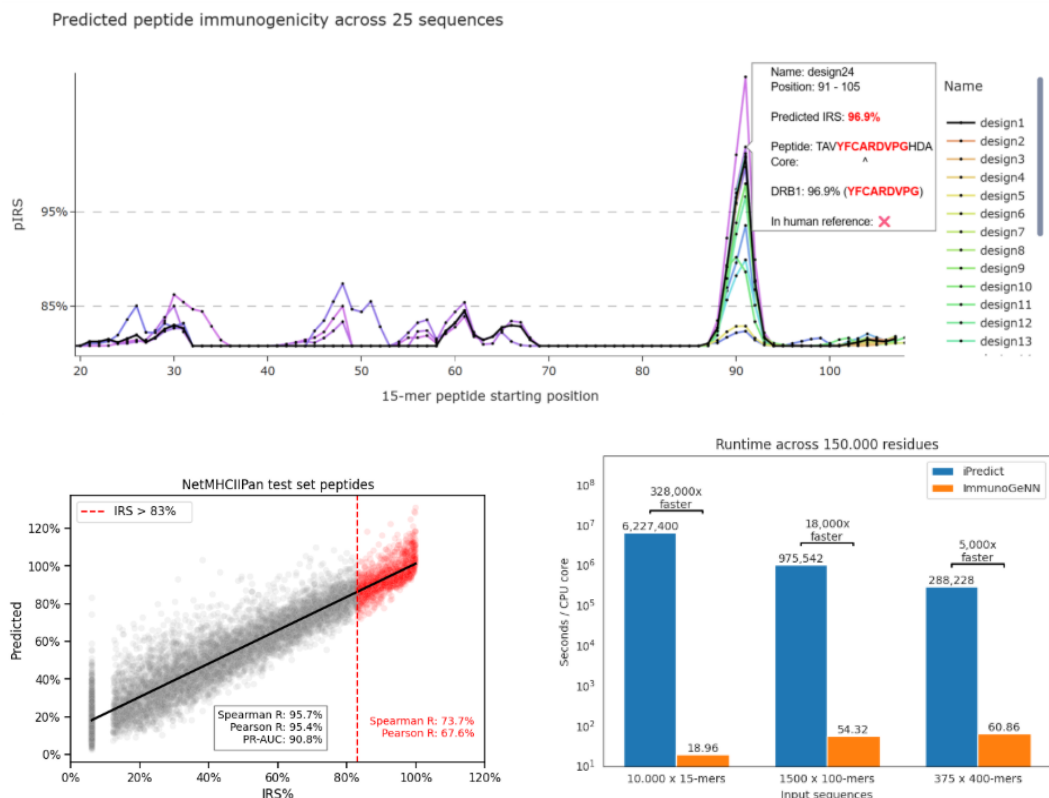 Predicted peptide immunogenicity across 25 sequences
Name: design24
Position: 91 - 105
Predicted IRS: 96.9%
Peptide: TAVYFCARDVPGHDA
Core: ^
DRB1: 96.9% (YFCARDVPG)
In human reference: ❌
pIRS
95%
85%
20 30 40 50 60 70 80 90 100
15-mer peptide starting position
Name
design1
design2
design3
design4
design5
design6
design7
design8
design9
design10
design11
design12
design13
NetMHCIIPan test set peptides
IRS > 83%
Predicted
120%
100%
80%
60%
40%
20%
0%
Spearman R: 95.7%
Pearson R: 95.4%
PR-AUC: 90.8%
Spearman R: 73.7%
Pearson R: 67.6%
0% 20% 40% 60% 80% 100% 120%
IRS%
Runtime across 150.000 residues
iPredict
ImmunoGeNN
Seconds / CPU core
10⁸
10⁷
10⁶
10⁵
10⁴
10³
10²
10¹
328,000x
faster
6,227,400
18.96
18,000x
faster
975,542
54.32
5,000x
faster
288,228
60.86
10.000 x 15-mers 1500 x 100-mers 375 x 400-mers
Input sequences